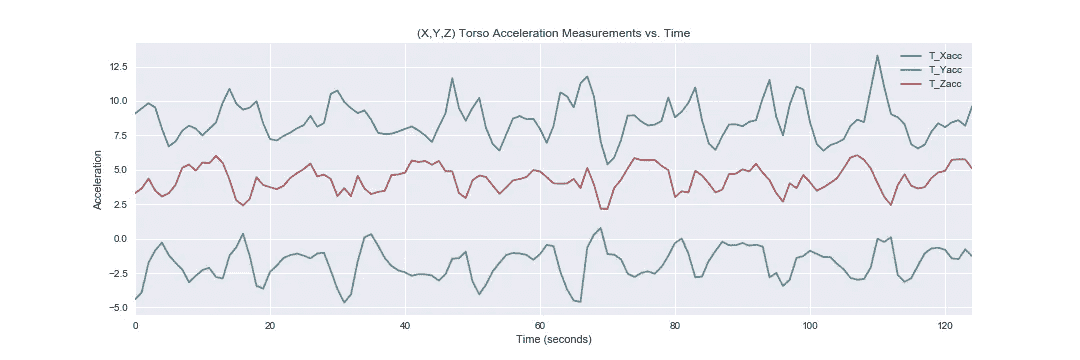 (X,Y,Z) Torso Acceleration Measurements vs. Time
T_Xacc
T_Yacc
T_Zacc
12.5
10.0
7.5
5.0
2.5
0.0
−2.5
−5.0
Acceleration
0 20 40 60 80 100 120
Time (seconds)